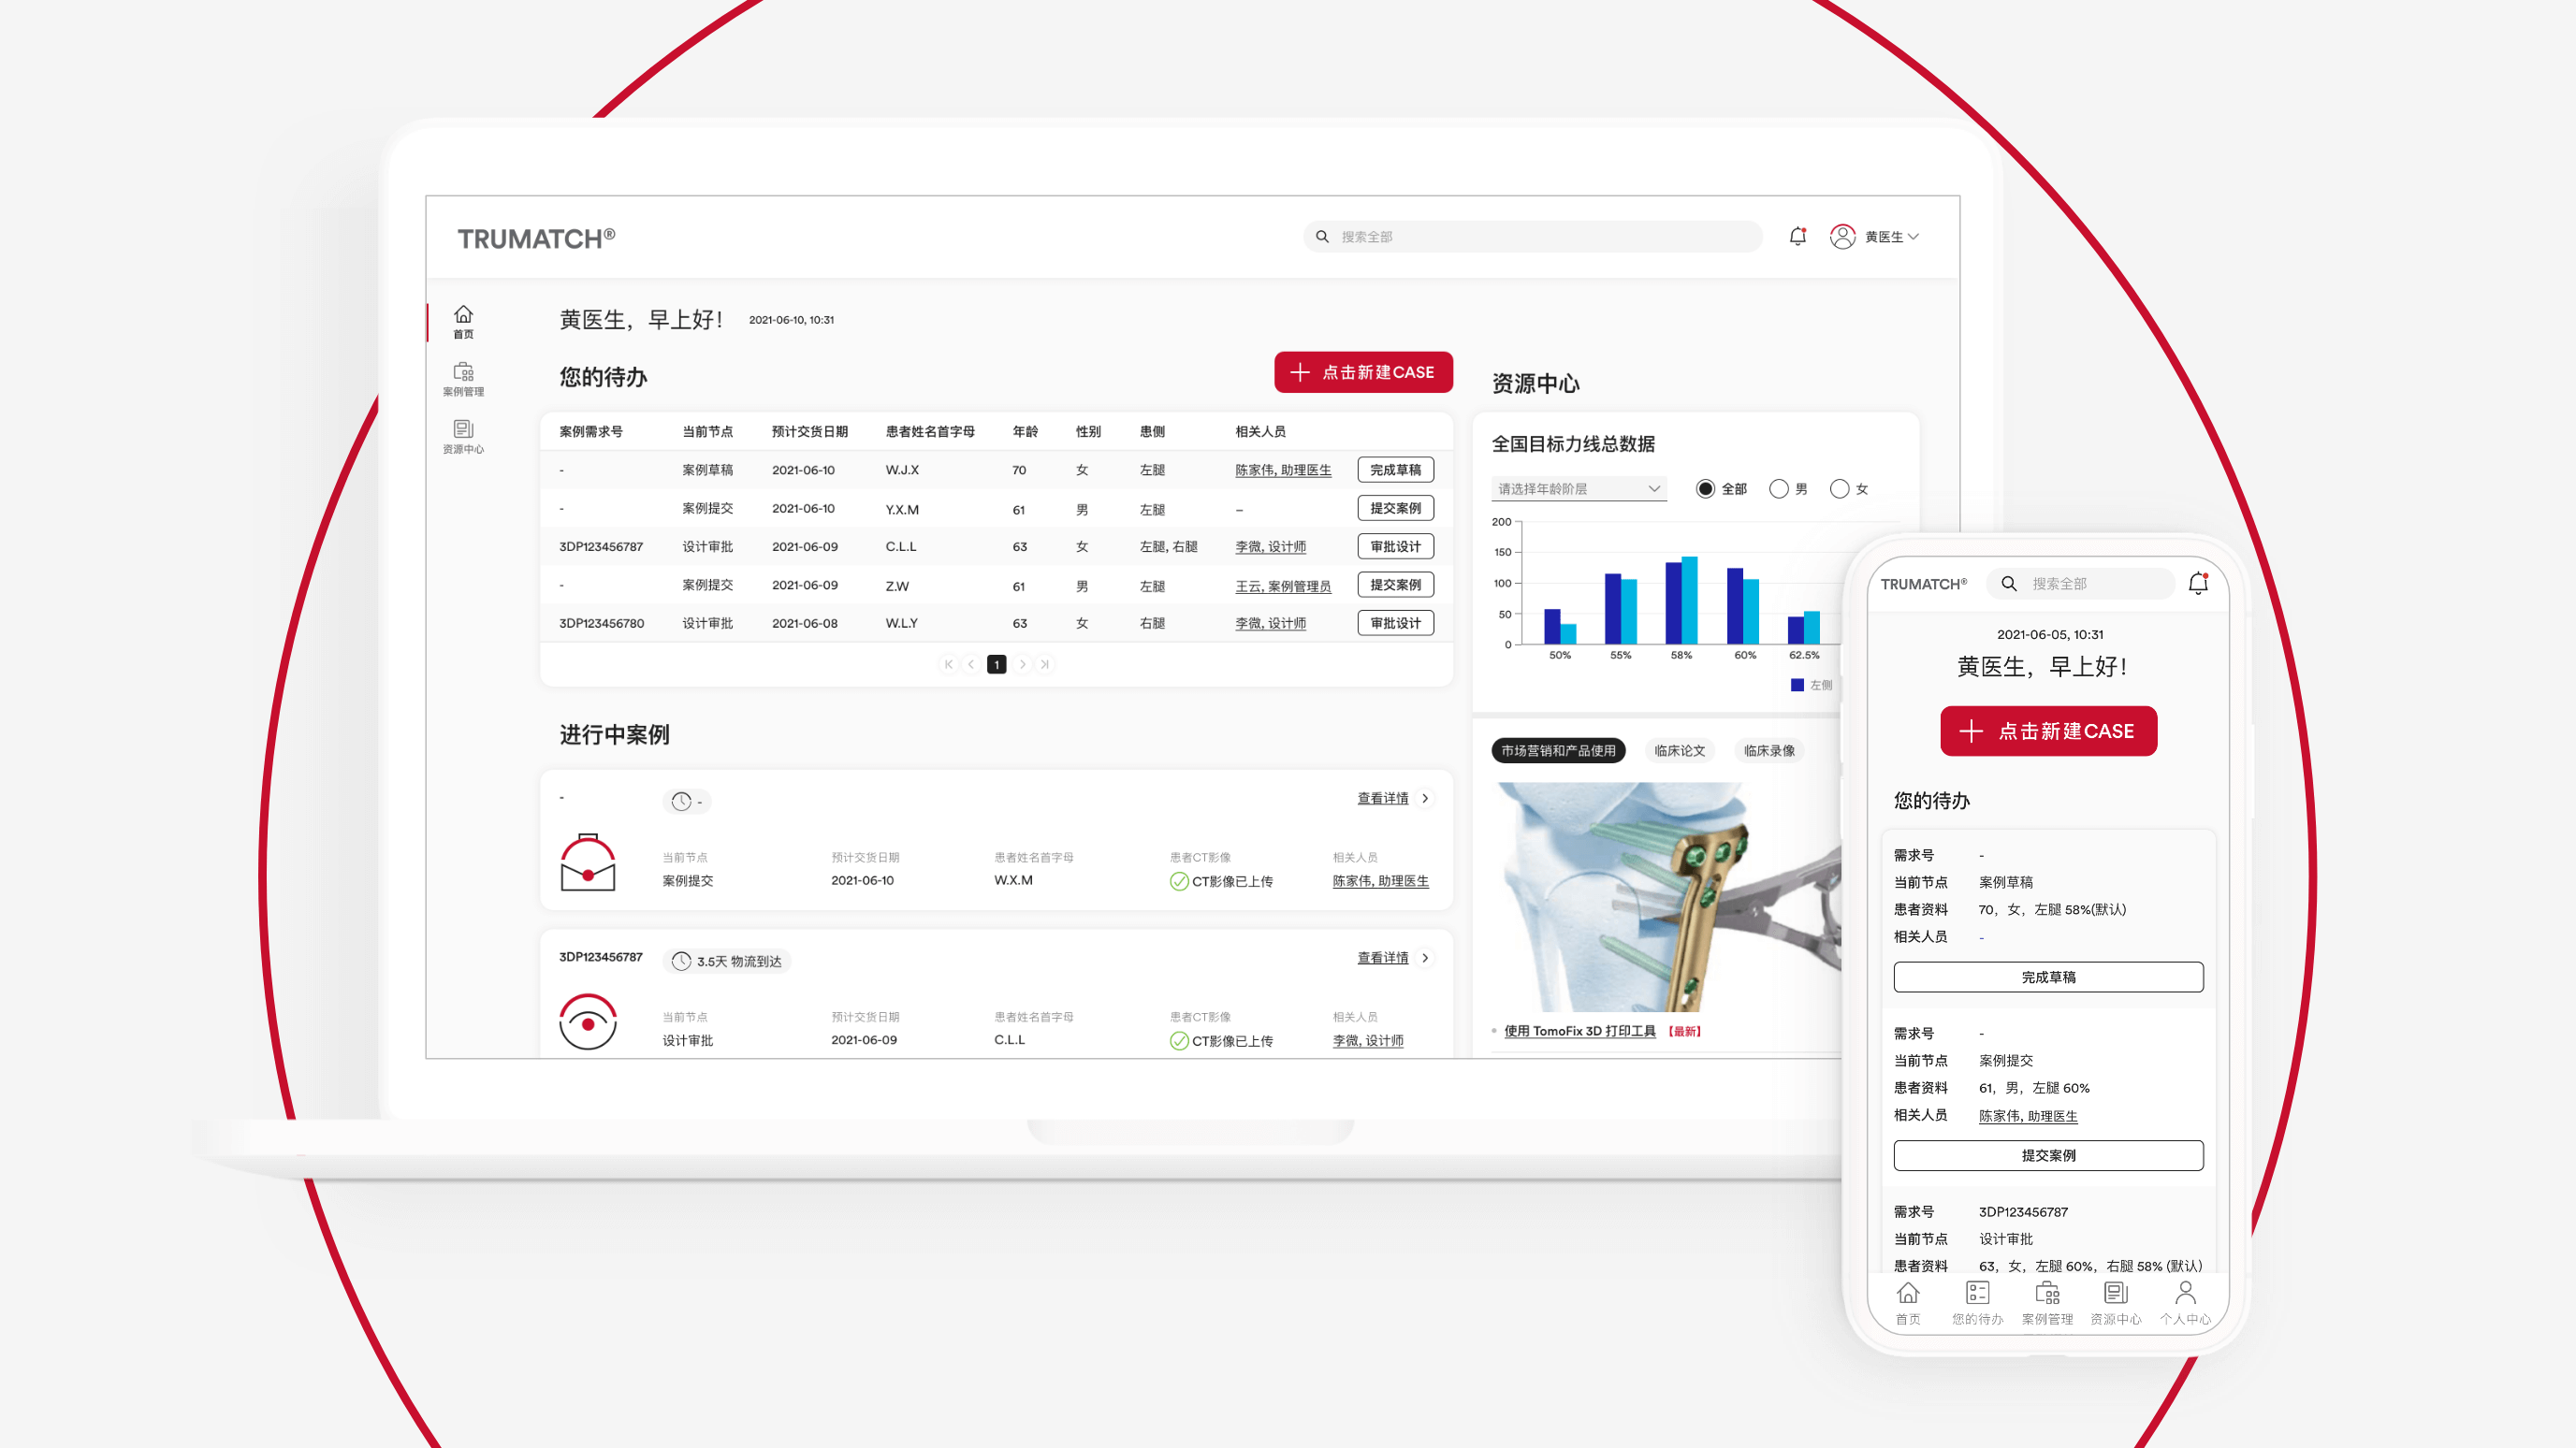 TRUMATCH®
搜索全部
黄医生
首页
案例管理
资源中心
黄医生，早上好！ 2021-06-10, 10:31
您的待办
点击新建CASE
案例需求号 当前节点 预计交货日期 患者姓名首字母 年龄 性别 患侧 相关人员
- 案例草稿 2021-06-10 W.J.X 70 女 左腿 陈家伟, 助理医生 完成草稿
- 案例提交 2021-06-10 Y.X.M 61 男 左腿 – 提交案例
3DP123456787 设计审批 2021-06-09 C.L.L 63 女 左腿, 右腿 李微, 设计师 审批设计
- 案例提交 2021-06-09 Z.W 61 男 左腿 王云, 案例管理员 提交案例
3DP123456780 设计审批 2021-06-08 W.L.Y 63 女 右腿 李微, 设计师 审批设计
1
进行中案例
- - 查看详情
当前节点 预计交货日期 患者姓名首字母 患者CT影像 相关人员
案例提交 2021-06-10 W.X.M CT影像已上传 陈家伟, 助理医生
3DP123456787 3.5天 物流到达 查看详情
当前节点 预计交货日期 患者姓名首字母 患者CT影像 相关人员
设计审批 2021-06-09 C.L.L CT影像已上传 李微, 设计师
资源中心
全国目标力线总数据
请选择年龄阶层 全部 男 女
200
150
100
50
0
50% 55% 58% 60% 62.5%
左侧
市场营销和产品使用 临床论文 临床录像
使用 TomoFix 3D 打印工具 【最新】
TRUMATCH® 搜索全部
2021-06-05, 10:31
黄医生，早上好！
点击新建CASE
您的待办
需求号 -
当前节点 案例草稿
患者资料 70，女，左腿 58%(默认)
相关人员 -
完成草稿
需求号 -
当前节点 案例提交
患者资料 61，男，左腿 60%
相关人员 陈家伟, 助理医生
提交案例
需求号 3DP123456787
当前节点 设计审批
患者资料 63，女，左腿 60%，右腿 58% (默认)
首页 您的待办 案例管理 资源中心 个人中心